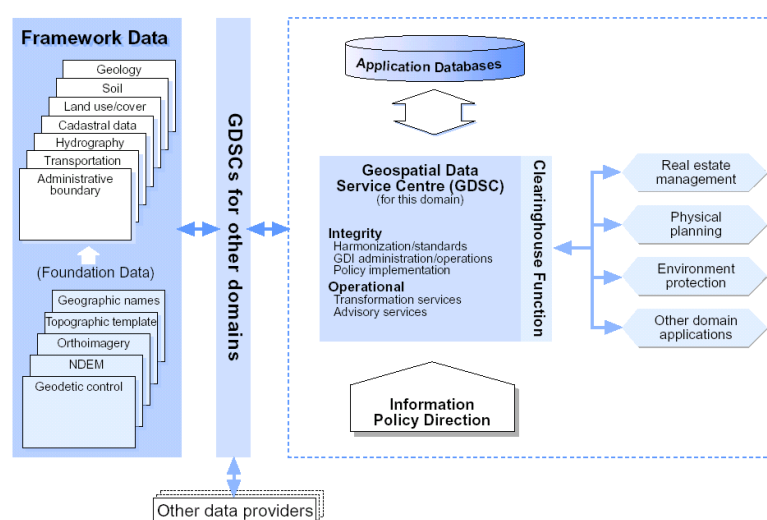 Framework Data
Geology
Soil
Land use/cover
Cadastral data
Hydrography
Transportation
Administrative
boundary
(Foundation Data)
Geographic names
Topographic template
Orthoimagery
NDEM
Geodetic control
GDSCs for other domains
Other data providers
Application Databases
Geospatial Data
Service Centre (GDSC)
(for this domain)
Integrity
Harmonization/standards
GDI administration/operations
Policy implementation
Operational
Transformation services
Advisory services
Clearinghouse Function
Information
Policy Direction
Real estate
management
Physical
planning
Environment
protection
Other domain
applications